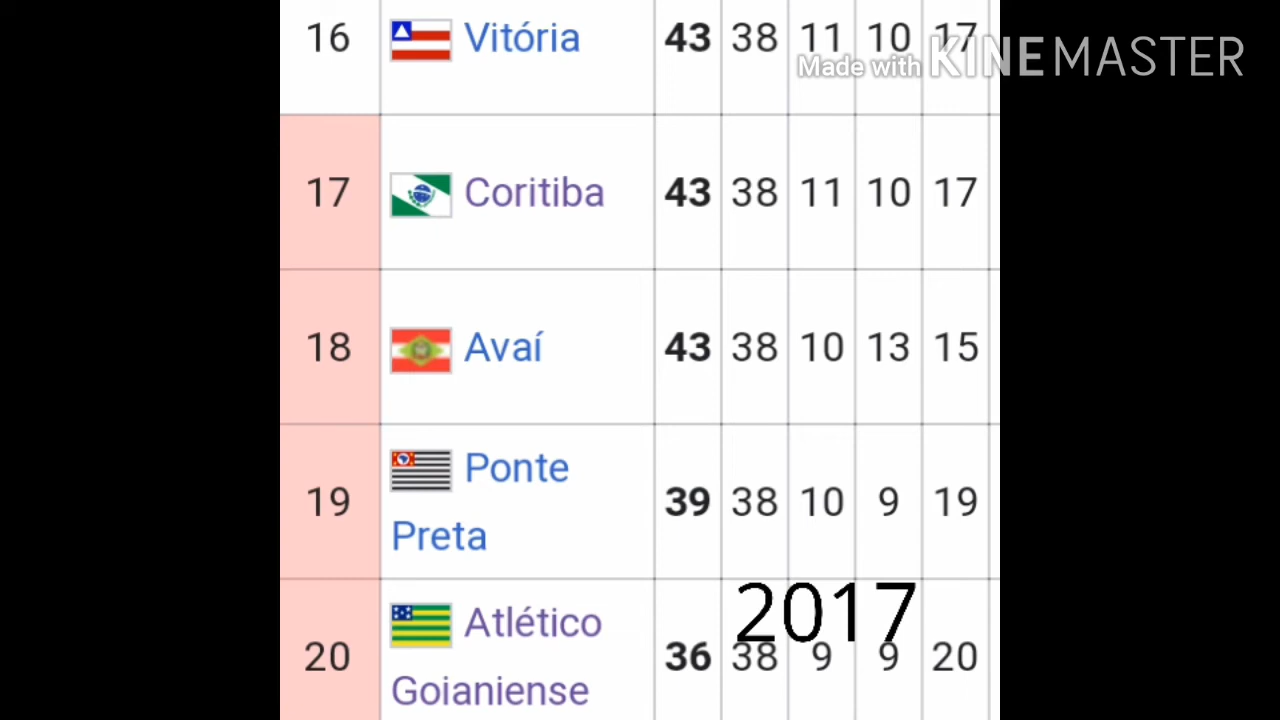 16 Vitória 43 38 11 10 17
Made with KINEMASTER
17 Coritiba 43 38 11 10 17
18 Avaí 43 38 10 13 15
19 Ponte Preta 39 38 10 9 19
2017
20 Atlético Goianiense 36 38 9 9 20